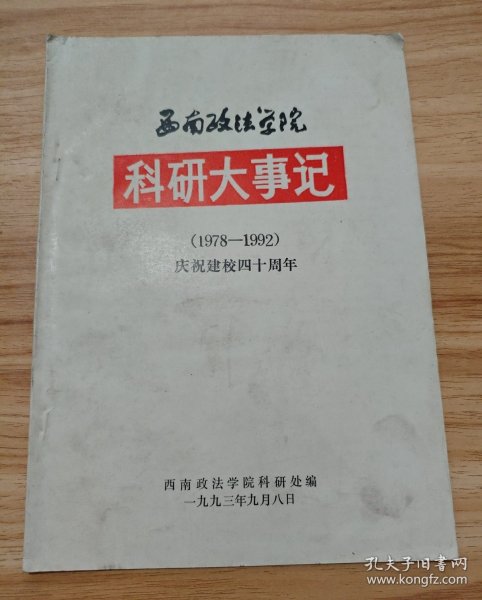 西南政法学院
科研大事记
（1978—1992）
庆祝建校四十周年
西南政法学院科研处编
一九九三年九月八日
孔夫子旧书网
www.kongfz.com